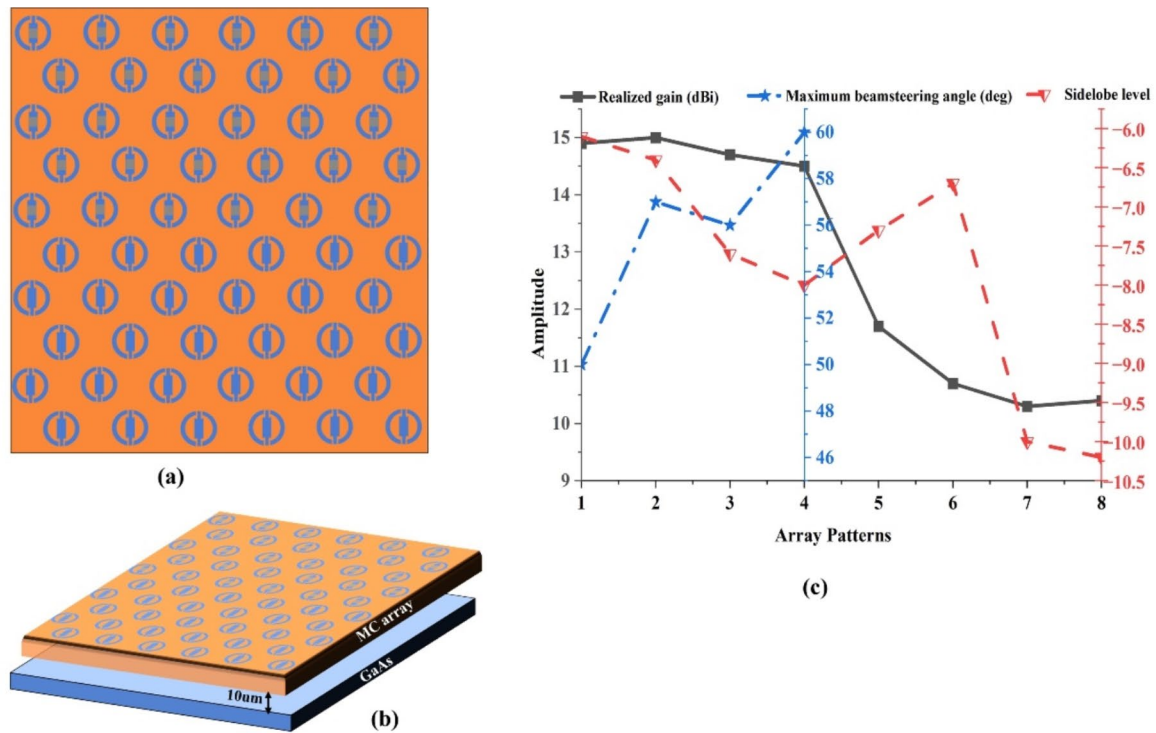 (a)
MC array
GaAs
10um
(b)
Realized gain (dBi) Maximum beamsteering angle (deg) Sidelobe level
Amplitude
15
14
13
12
11
10
9
60
58
56
54
52
50
48
46
−6.0
−6.5
−7.0
−7.5
−8.0
−8.5
−9.0
−9.5
−10.0
−10.5
1 2 3 4 5 6 7 8
Array Patterns
(c)